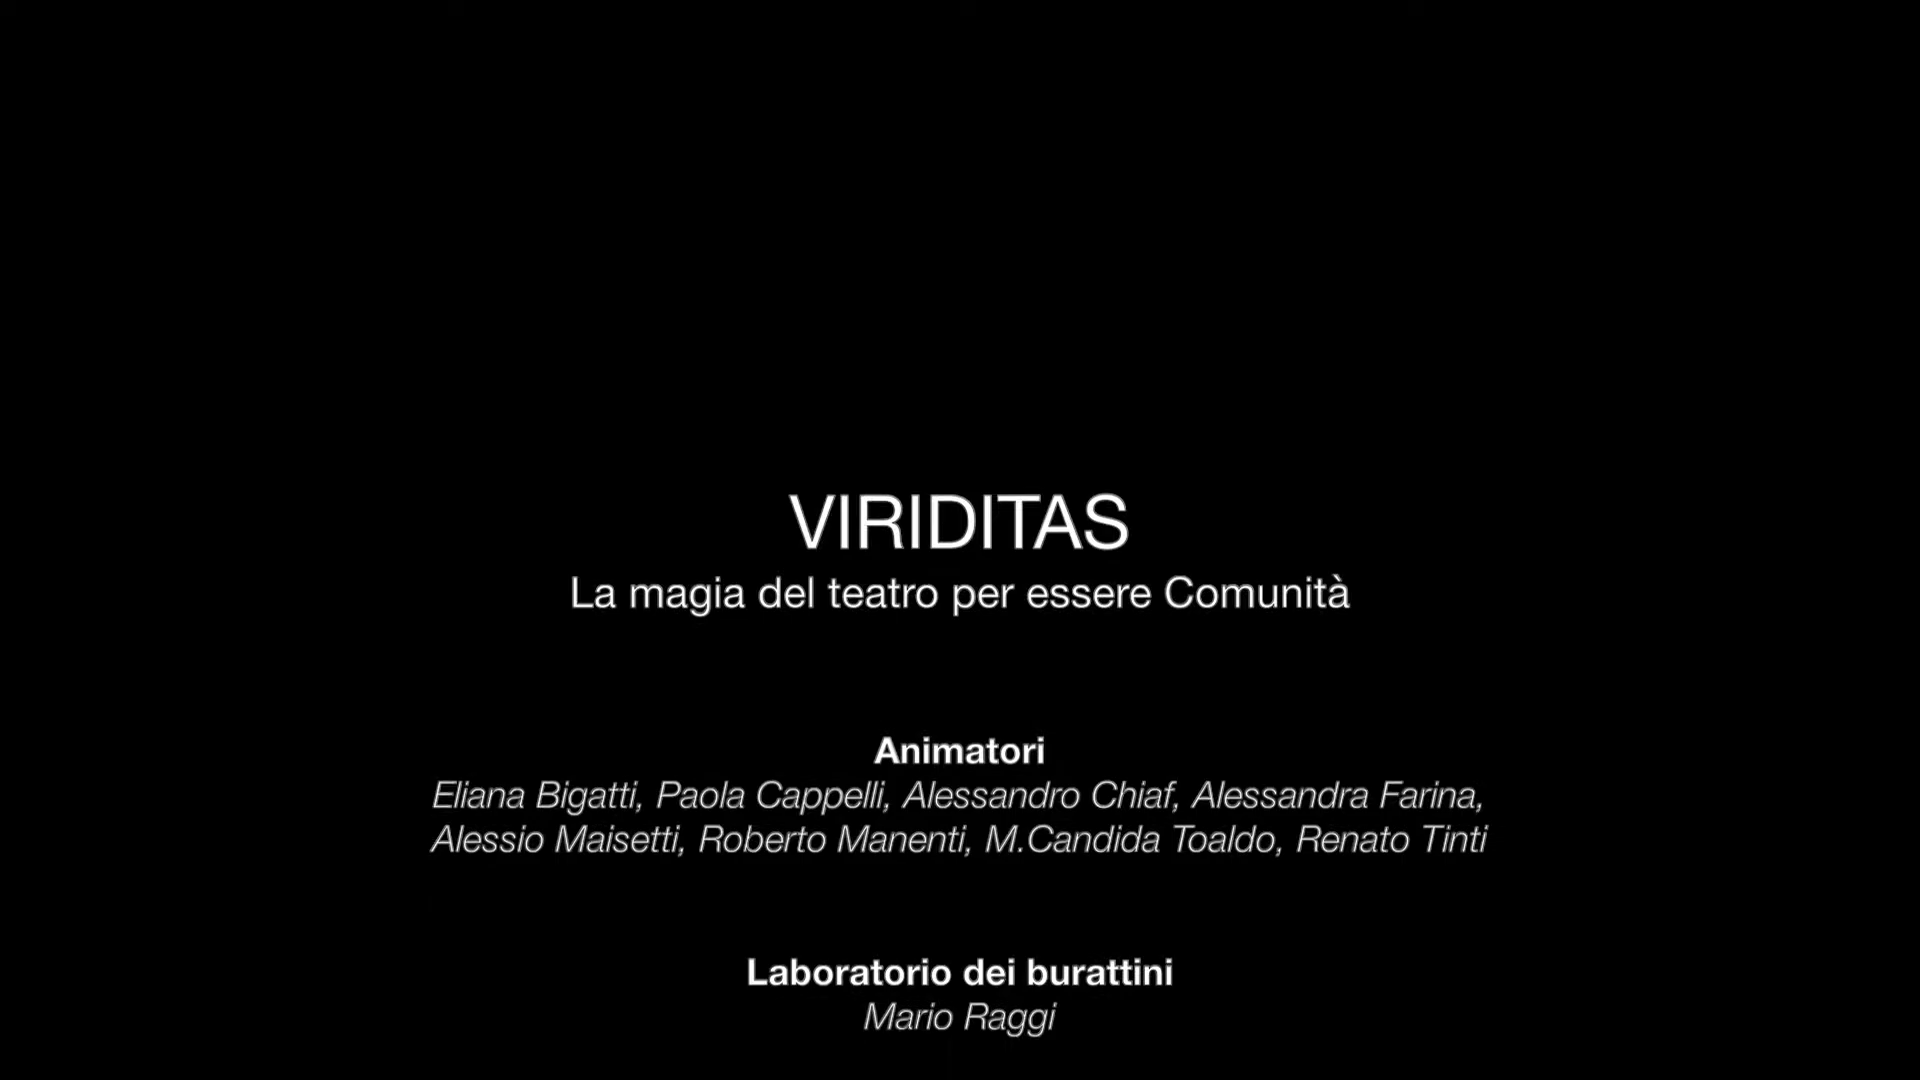 VIRIDITAS
La magia del teatro per essere Comunità
Animatori
Eliana Bigatti, Paola Cappelli, Alessandro Chiaf, Alessandra Farina,
Alessio Maisetti, Roberto Manenti, M.Candida Toaldo, Renato Tinti
Laboratorio dei burattini
Mario Raggi